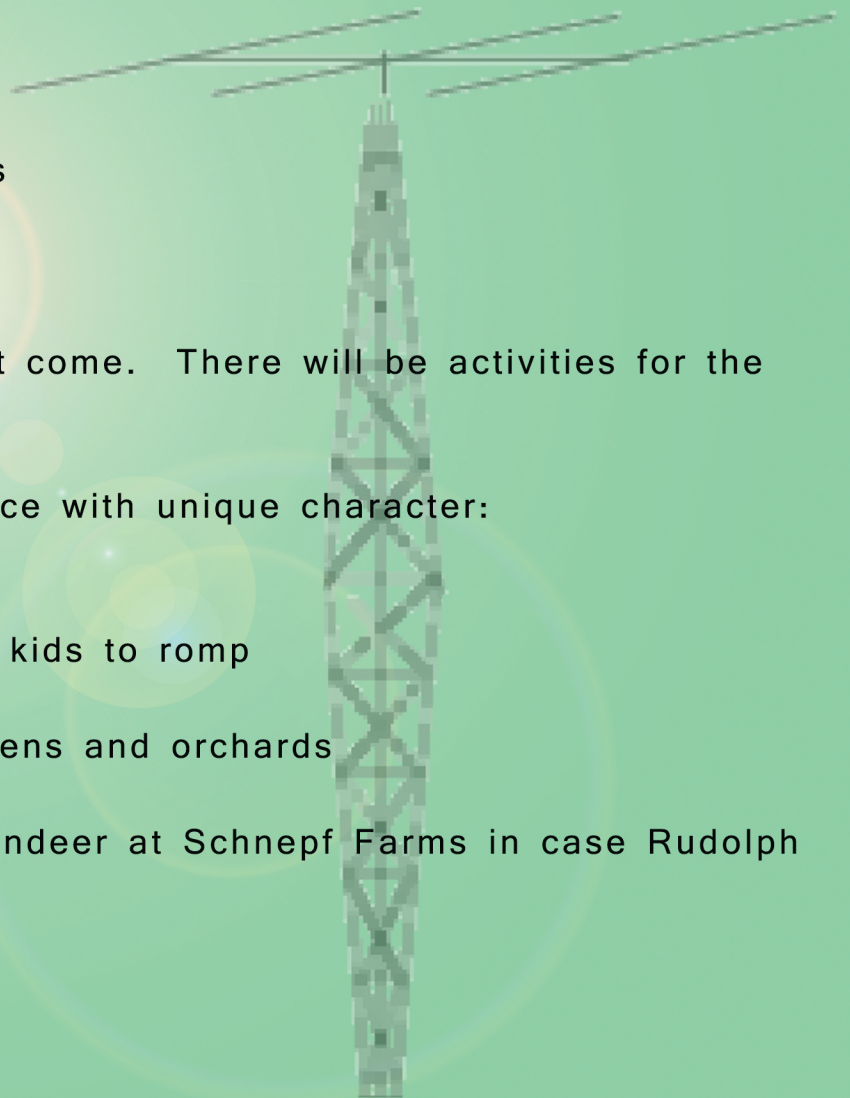 s
t come. There will be activities for the
ce with unique character:
kids to romp
ens and orchards
ndeer at Schnepf Farms in case Rudolph